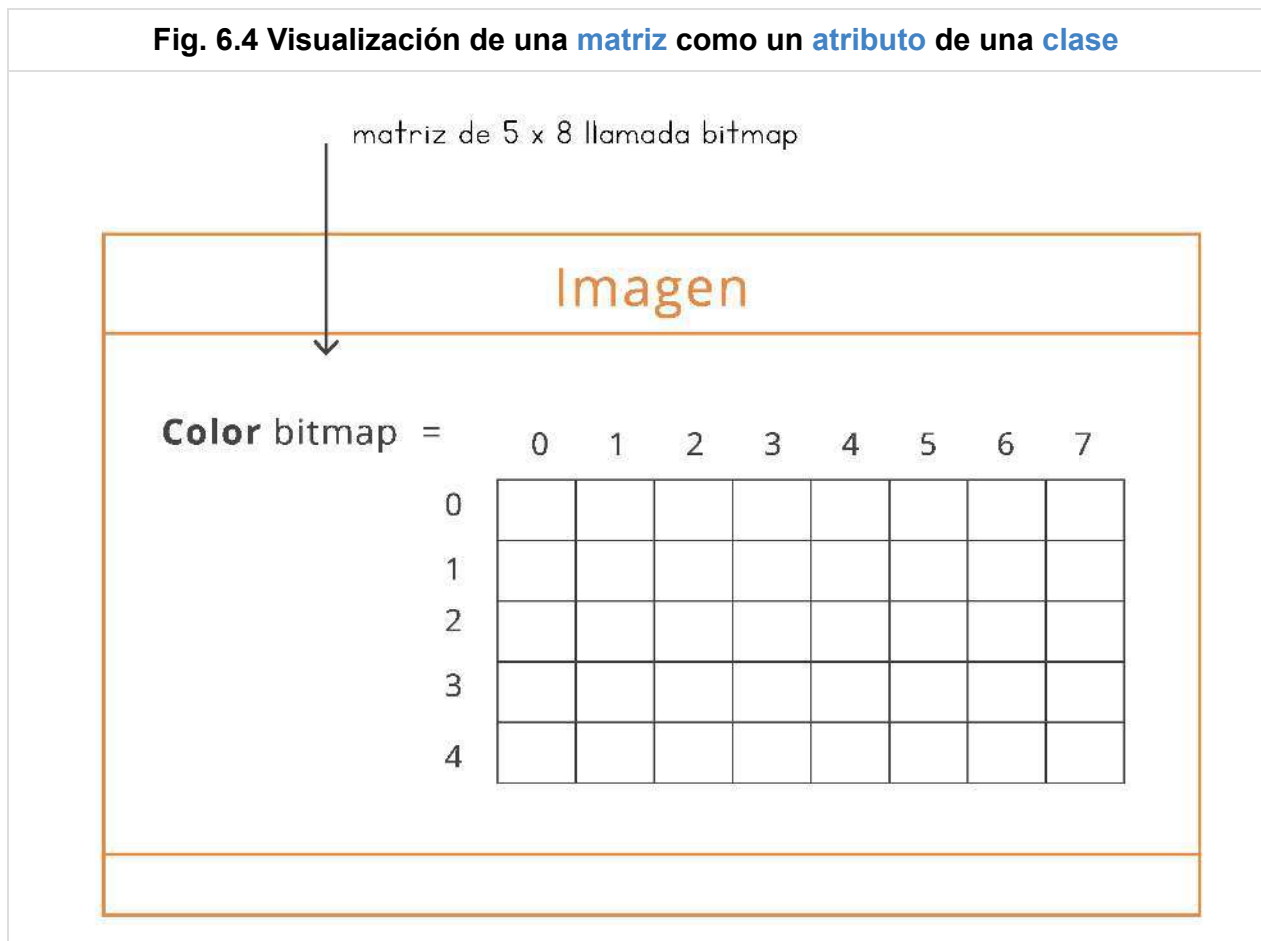 Fig. 6.4 Visualización de una matriz como un atributo de una clase
matriz de 5 x 8 llamada bitmap
Imagen
Color bitmap =
0 1 2 3 4 5 6 7
0
1
2
3
4